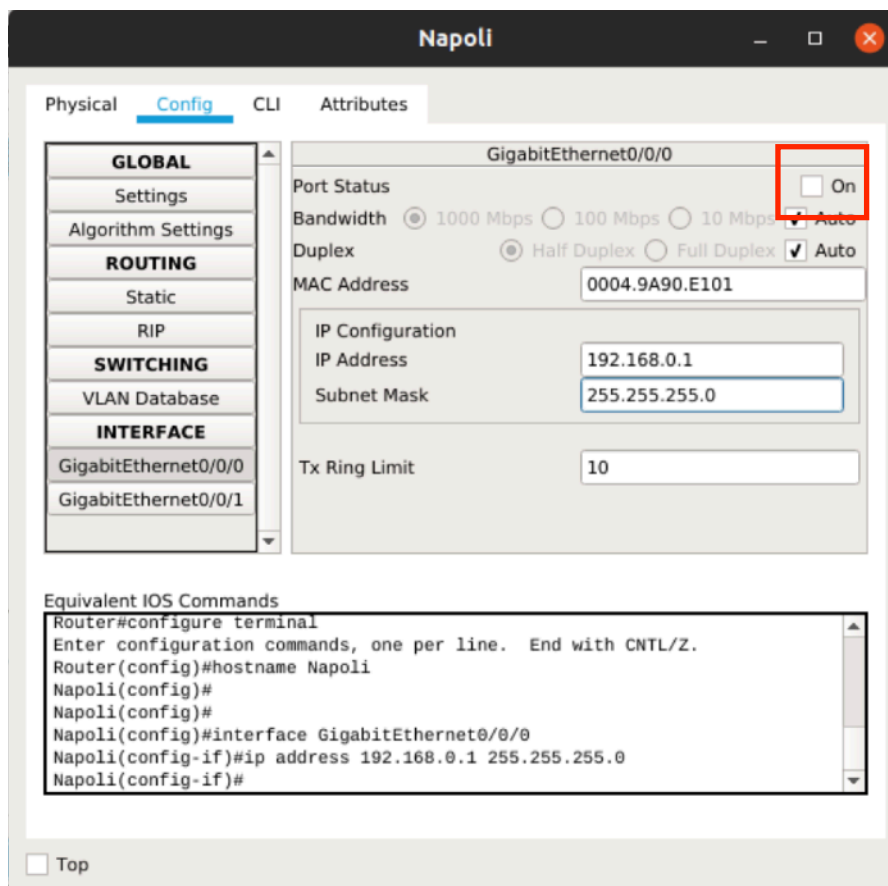 Napoli
Physical Config CLI Attributes
GLOBAL
Settings
Algorithm Settings
ROUTING
Static
RIP
SWITCHING
VLAN Database
INTERFACE
GigabitEthernet0/0/0
GigabitEthernet0/0/1
GigabitEthernet0/0/0
Port Status On
Bandwidth 1000 Mbps 100 Mbps 10 Mbps Auto
Duplex Half Duplex Full Duplex Auto
MAC Address 0004.9A90.E101
IP Configuration
IP Address 192.168.0.1
Subnet Mask 255.255.255.0
Tx Ring Limit 10
Equivalent IOS Commands
Router#configure terminal
Enter configuration commands, one per line. End with CNTL/Z.
Router(config)#hostname Napoli
Napoli(config)#
Napoli(config)#
Napoli(config)#interface GigabitEthernet0/0/0
Napoli(config-if)#ip address 192.168.0.1 255.255.255.0
Napoli(config-if)#
Top